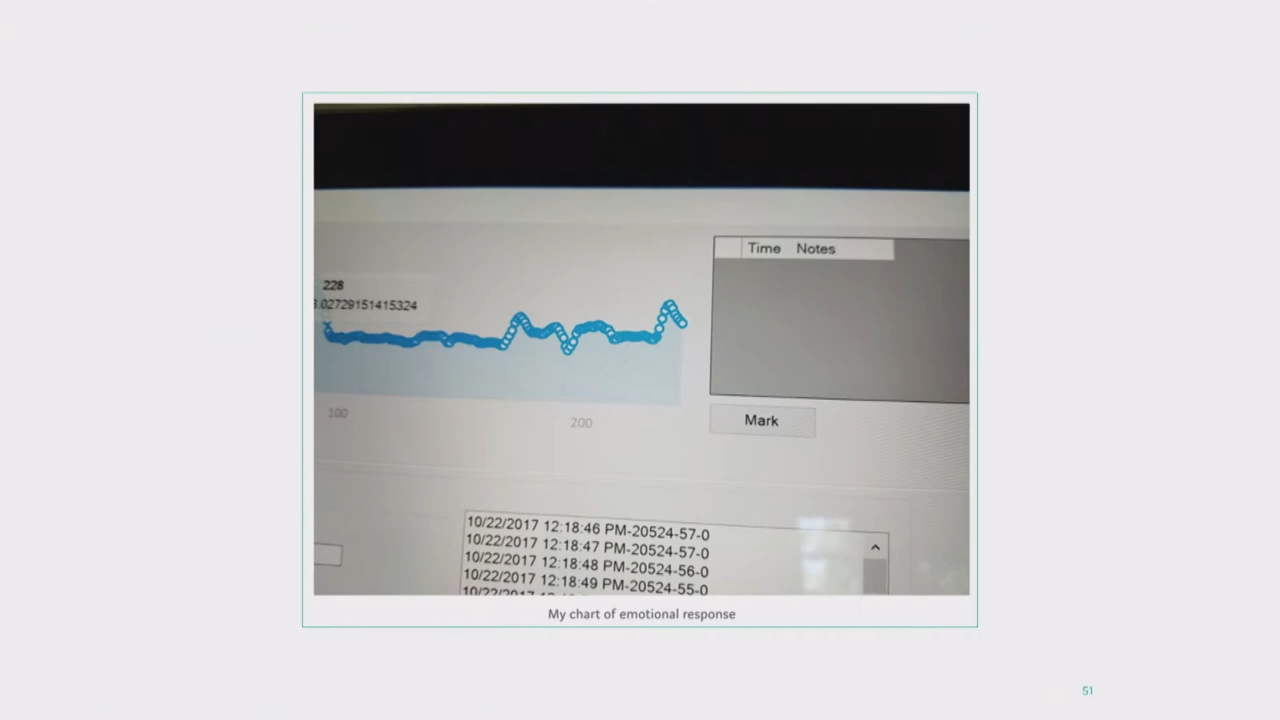 228
.02729151415324
100
200
Time Notes
Mark
10/22/2017 12:18:46 PM-20524-57-0
10/22/2017 12:18:47 PM-20524-57-0
10/22/2017 12:18:48 PM-20524-56-0
10/22/2017 12:18:49 PM-20524-55-0
My chart of emotional response
51